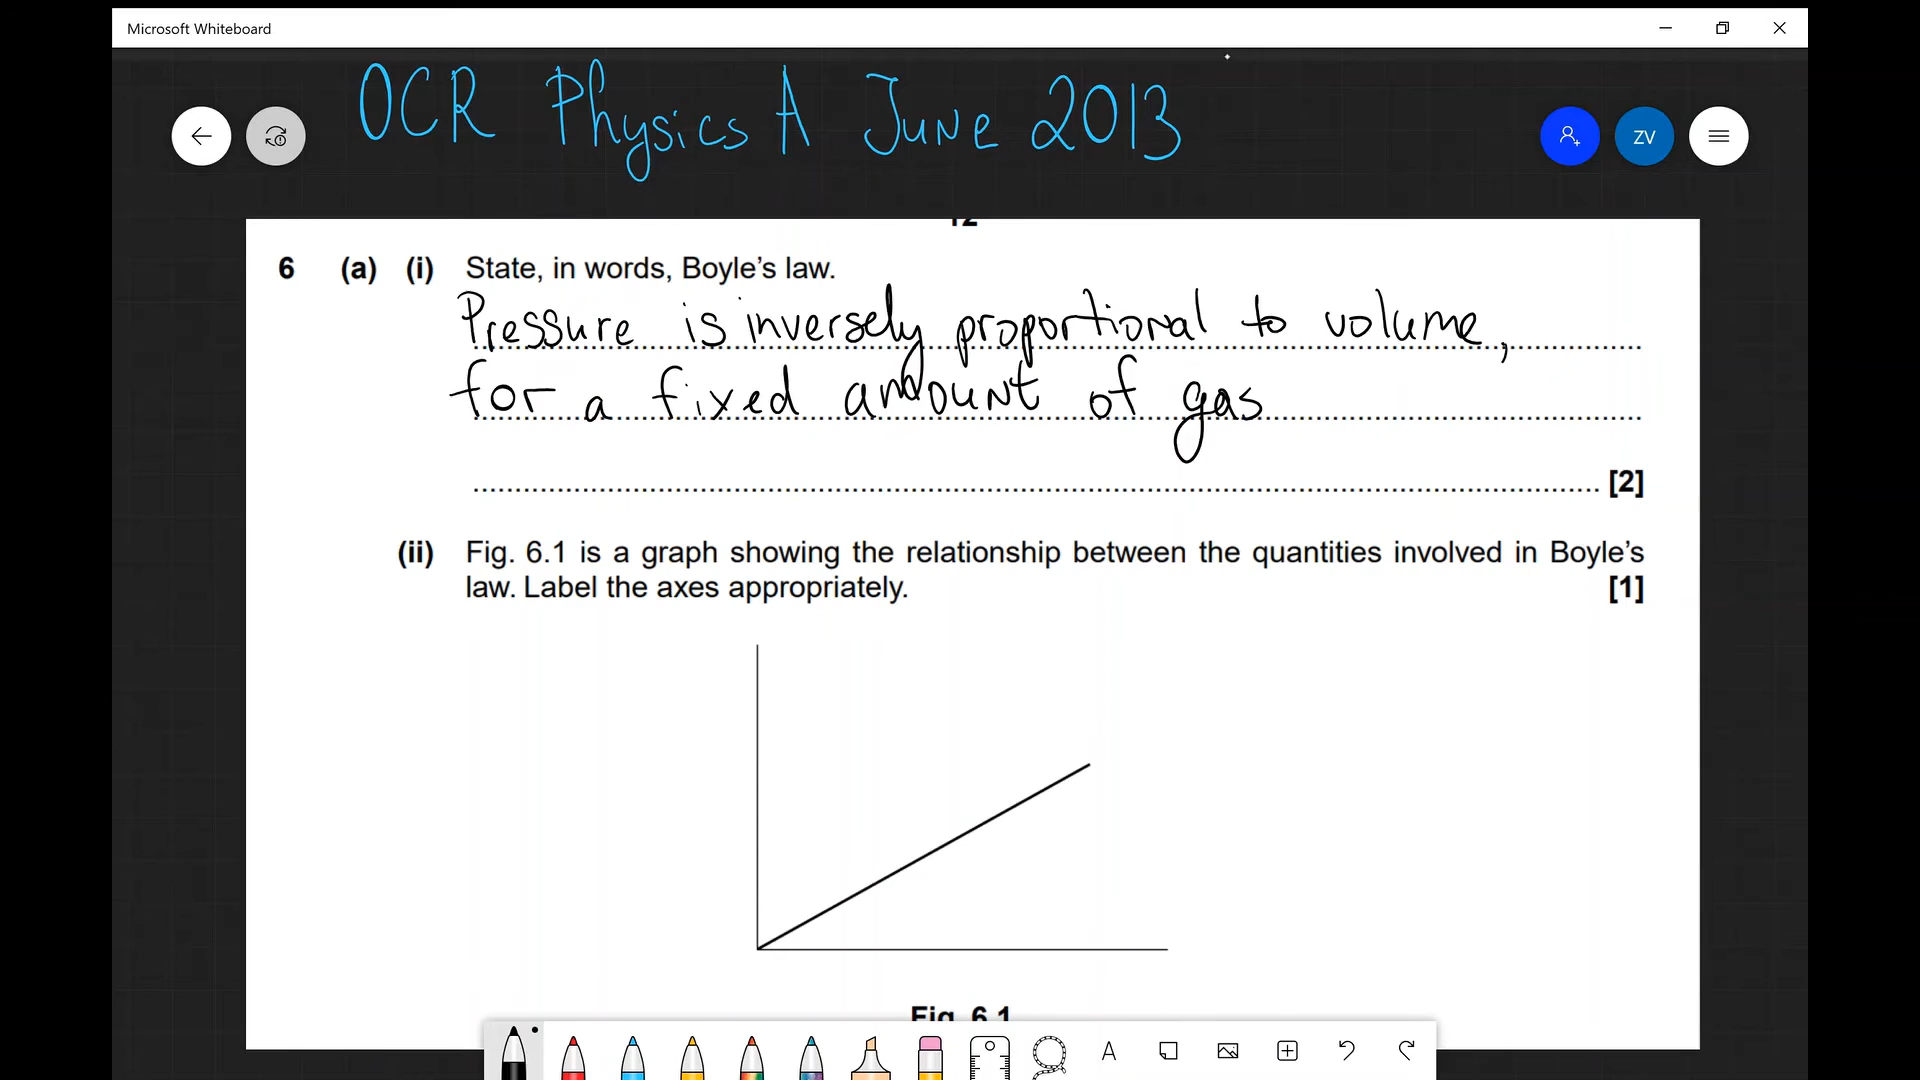 Microsoft Whiteboard
OCR Physics A June 2013
ZV
12
6 (a) (i) State, in words, Boyle's law.
Pressure is inversely proportional to volume,
for a fixed amount of gas
[2]
(ii) Fig. 6.1 is a graph showing the relationship between the quantities involved in Boyle's
law. Label the axes appropriately. [1]
Fig. 6.1
A